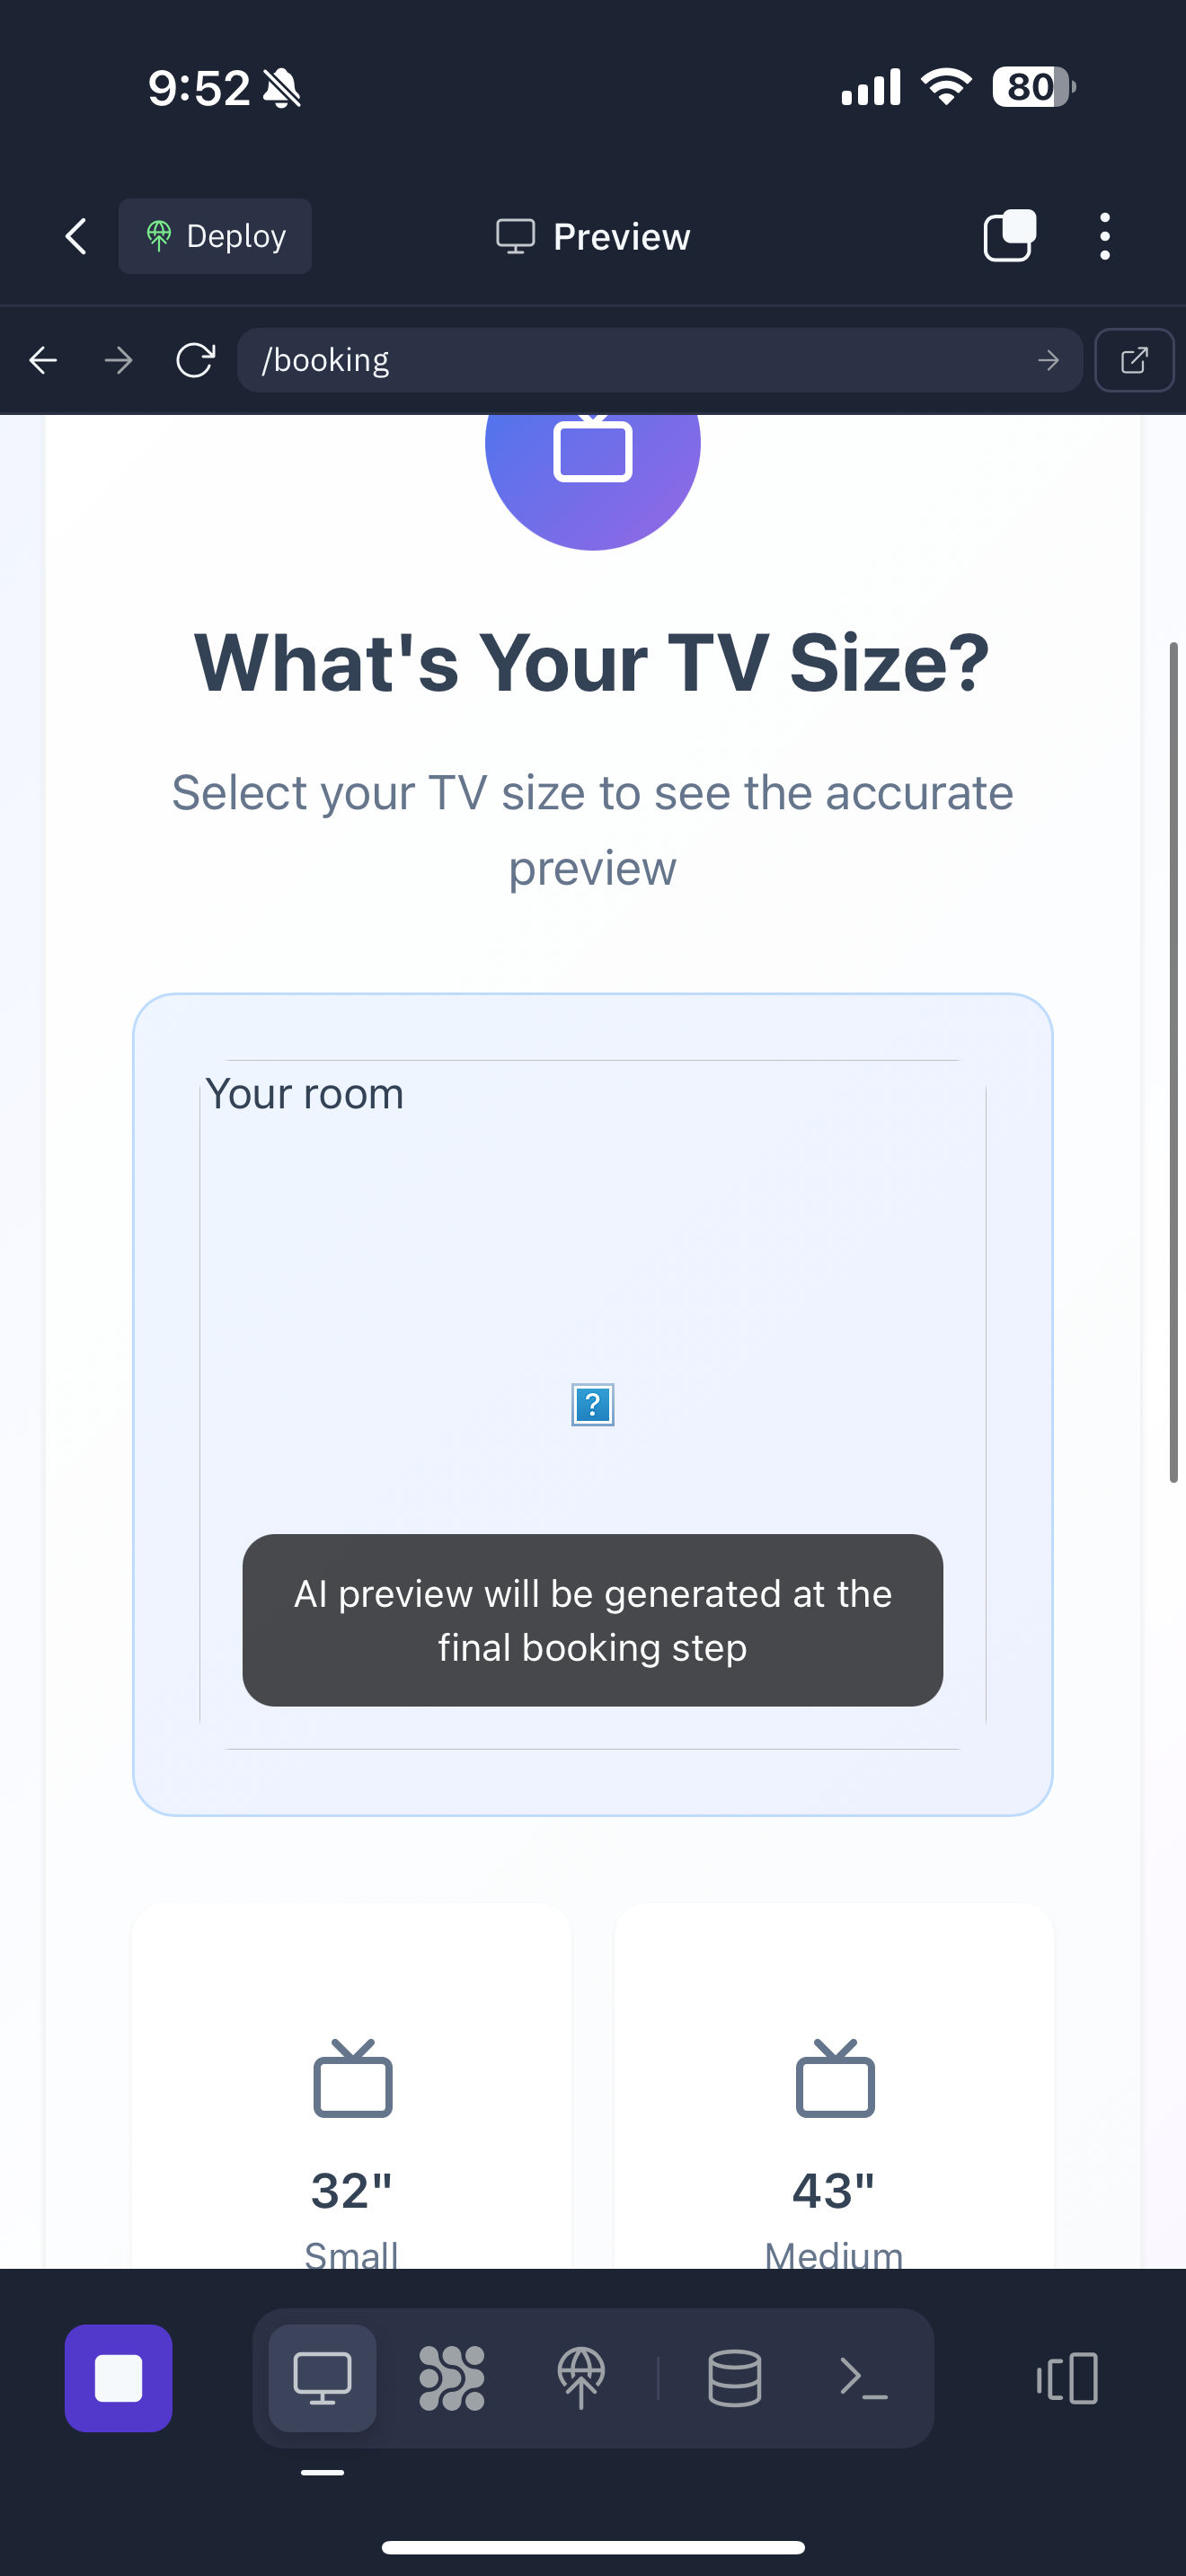 9:52
80
Deploy
Preview
/booking
What's Your TV Size?
Select your TV size to see the accurate
preview
Your room
?
AI preview will be generated at the
final booking step
32"
43"
Small
Medium